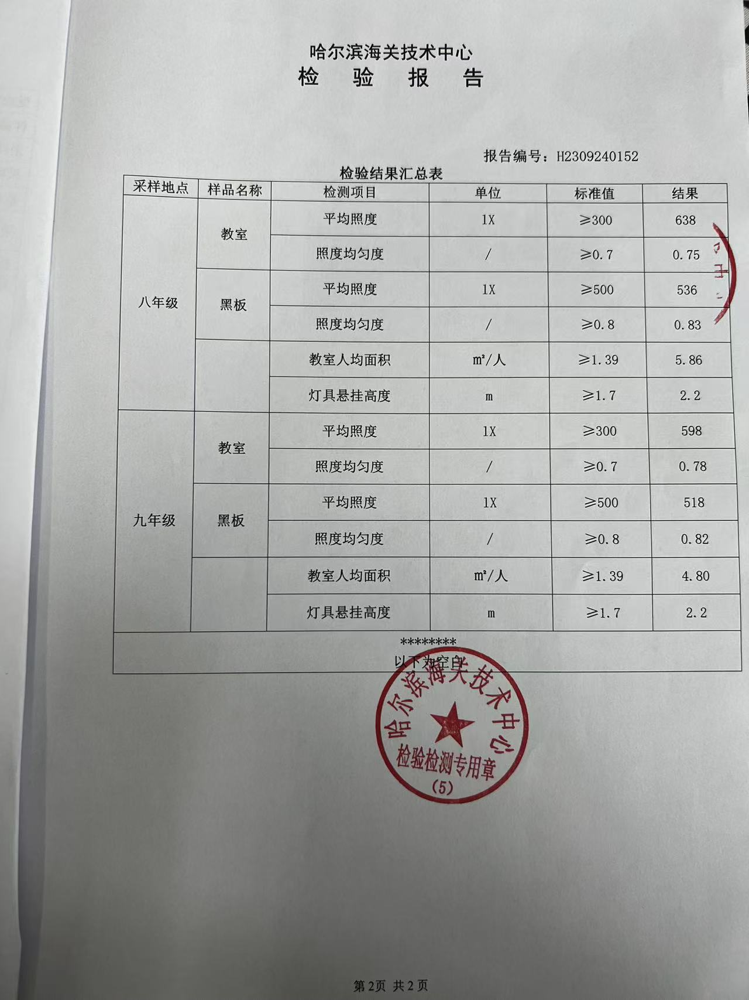 哈尔滨海关技术中心
检 验 报 告
报告编号：H2309240152
检验结果汇总表
采样地点 样品名称 检测项目 单位 标准值 结果
八年级 教室 平均照度 1X ≥300 638
照度均匀度 / ≥0.7 0.75
黑板 平均照度 1X ≥500 536
照度均匀度 / ≥0.8 0.83
教室人均面积 m²/人 ≥1.39 5.86
灯具悬挂高度 m ≥1.7 2.2
九年级 教室 平均照度 1X ≥300 598
照度均匀度 / ≥0.7 0.78
黑板 平均照度 1X ≥500 518
照度均匀度 / ≥0.8 0.82
教室人均面积 m²/人 ≥1.39 4.80
灯具悬挂高度 m ≥1.7 2.2
********
以下为空白
哈尔滨海关技术中心
检验检测专用章
(5)
第2页 共2页